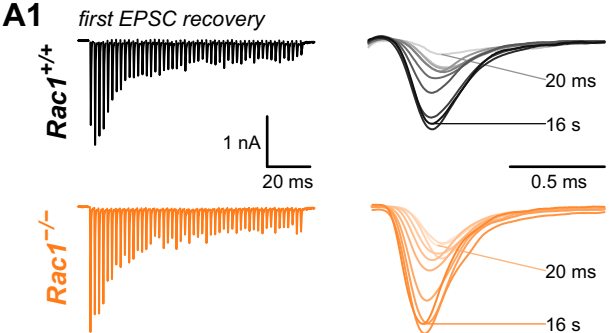 A1
first EPSC recovery
Rac1+/+
20 ms
16 s
1 nA
20 ms
0.5 ms
Rac1−/−
20 ms
16 s